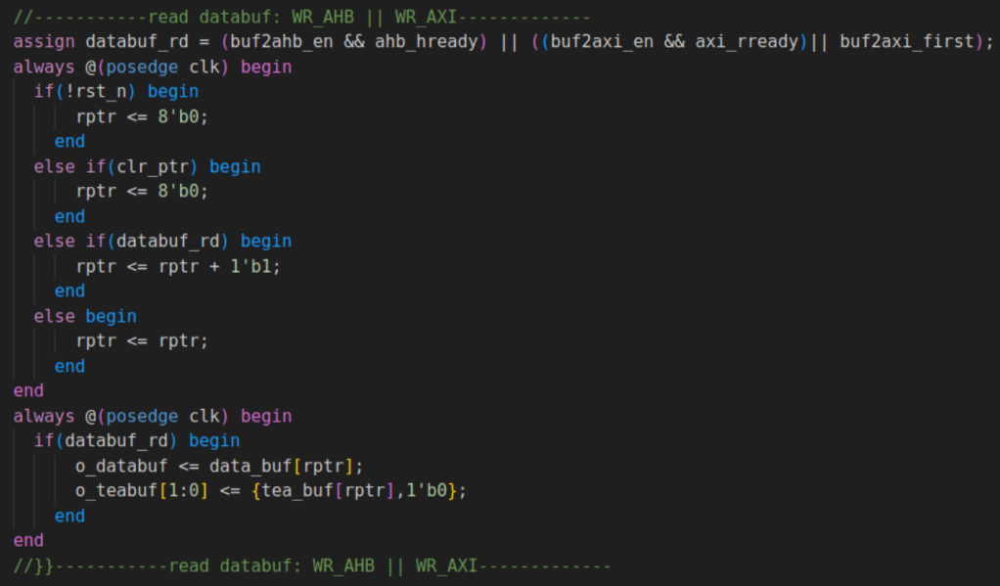 //-----------read databuf: WR_AHB || WR_AXI-------------
assign databuf_rd = (buf2ahb_en && ahb_hready) || ((buf2axi_en && axi_rready)|| buf2axi_first);
always @(posedge clk) begin
  if(!rst_n) begin
      rptr <= 8'b0;
    end
  else if(clr_ptr) begin
      rptr <= 8'b0;
    end
  else if(databuf_rd) begin
      rptr <= rptr + 1'b1;
    end
  else begin
      rptr <= rptr;
    end
end
always @(posedge clk) begin
  if(databuf_rd) begin
      o_databuf <= data_buf[rptr];
      o_teabuf[1:0] <= {tea_buf[rptr],1'b0};
    end
end
//}}-----------read databuf: WR_AHB || WR_AXI-------------